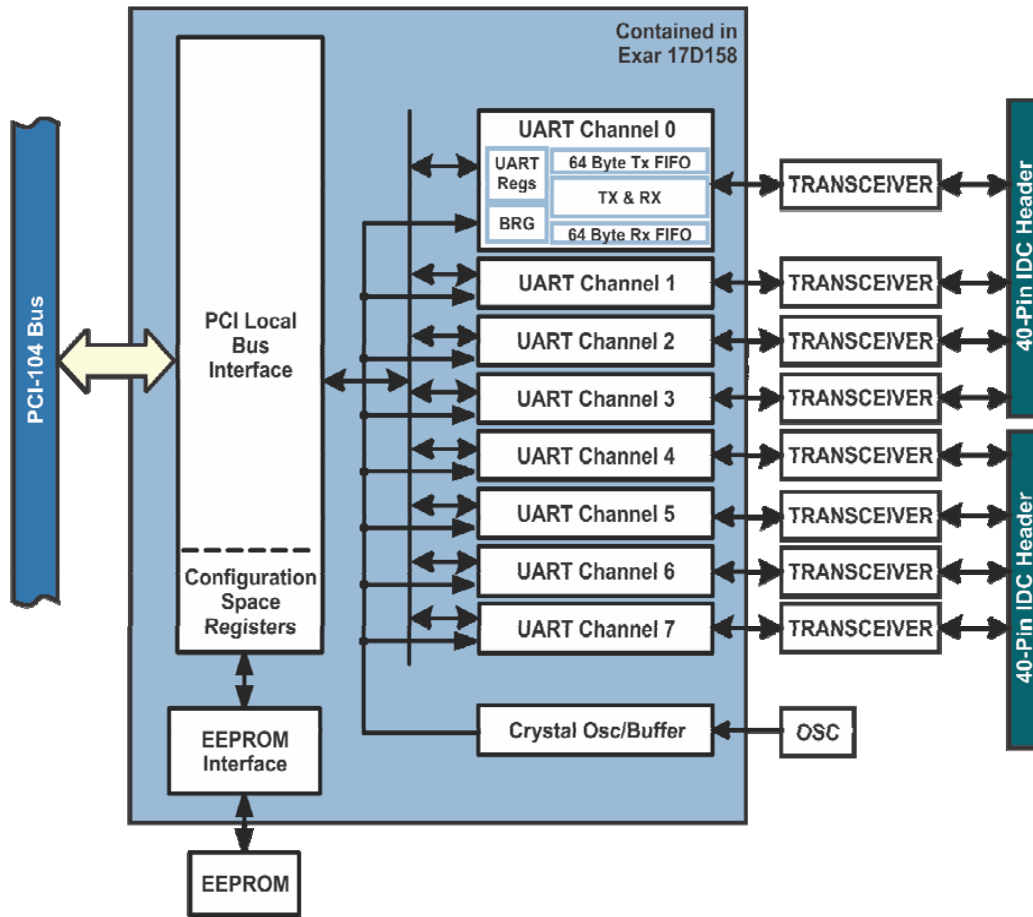 Contained in
Exar 17D158
PCI-104 Bus
PCI Local
Bus
Interface
Configuration
Space
Registers
EEPROM
Interface
EEPROM
UART Channel 0
UART
Regs
BRG
64 Byte Tx FIFO
TX & RX
64 Byte Rx FIFO
TRANSCEIVER
UART Channel 1
TRANSCEIVER
UART Channel 2
TRANSCEIVER
UART Channel 3
TRANSCEIVER
UART Channel 4
TRANSCEIVER
UART Channel 5
TRANSCEIVER
UART Channel 6
TRANSCEIVER
UART Channel 7
TRANSCEIVER
Crystal Osc/Buffer
OSC
40-Pin IDC Header
40-Pin IDC Header